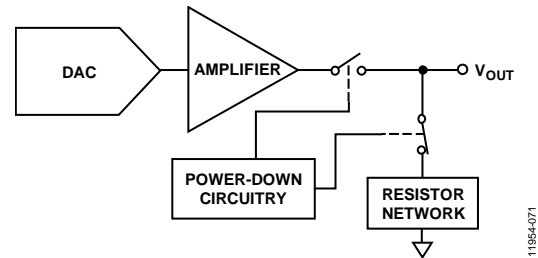 DAC
AMPLIFIER
VOUT
POWER-DOWN
CIRCUITRY
RESISTOR
NETWORK
11954-071